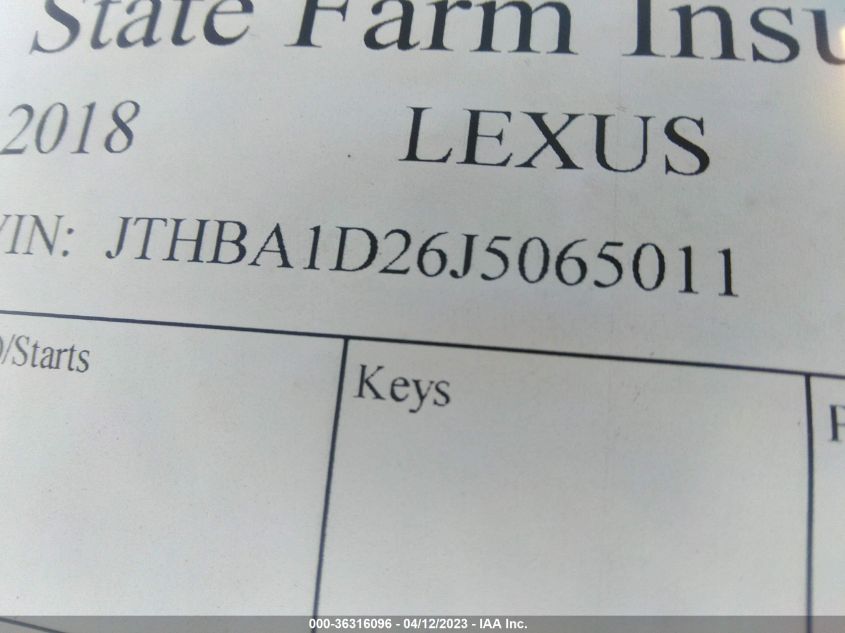 State Farm Insu
2018 LEXUS
VIN: JTHBA1D26J5065011
/Starts
Keys
000-36316096 - 04/12/2023 - IAA Inc.